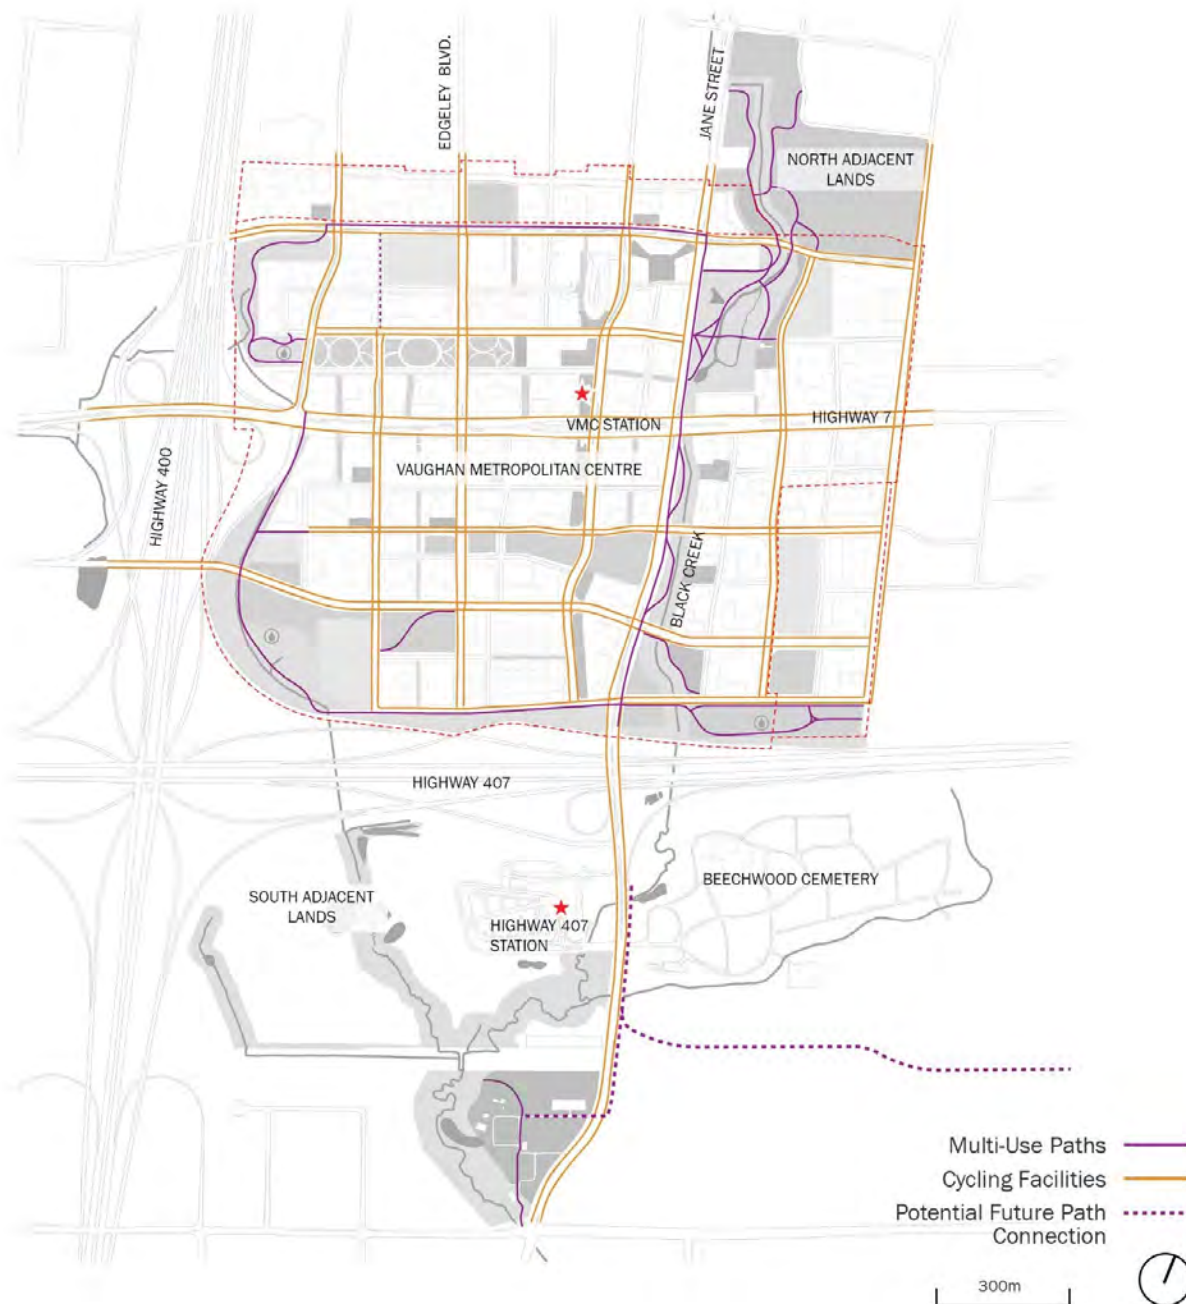 EDGELEY BLVD.
JANE STREET
NORTH ADJACENT
LANDS
VMC STATION
HIGHWAY 7
VAUGHAN METROPOLITAN CENTRE
HIGHWAY 400
BLACK CREEK
HIGHWAY 407
BEECHWOOD CEMETERY
SOUTH ADJACENT
LANDS
HIGHWAY 407
STATION
Multi-Use Paths
Cycling Facilities
Potential Future Path
Connection
300m